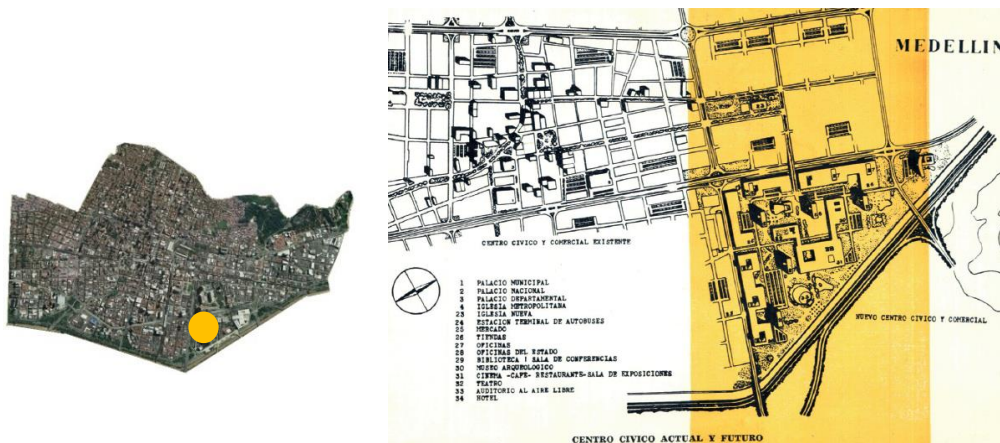 MEDELLIN
CENTRO CIVICO Y COMERCIAL EXISTENTE
1 PALACIO MUNICIPAL
2 PALACIO NACIONAL
3 PALACIO DEPARTAMENTAL
4 IGLESIA METROPOLITANA
23 IGLESIA NUEVA
24 ESTACION TERMINAL DE AUTOBUSES
25 MERCADO
26 TIENDAS
27 OFICINAS
28 OFICINAS DEL ESTADO
29 BIBLIOTECA I SALA DE CONFERENCIAS
30 MUSEO ARQUEOLOGICO
31 CINEMA -CAFE- RESTAURANTE-SALA DE EXPOSICIONES
32 TEATRO
33 AUDITORIO AL AIRE LIBRE
34 HOTEL
NUEVO CENTRO CIVICO Y COMERCIAL
CENTRO CIVICO ACTUAL Y FUTURO